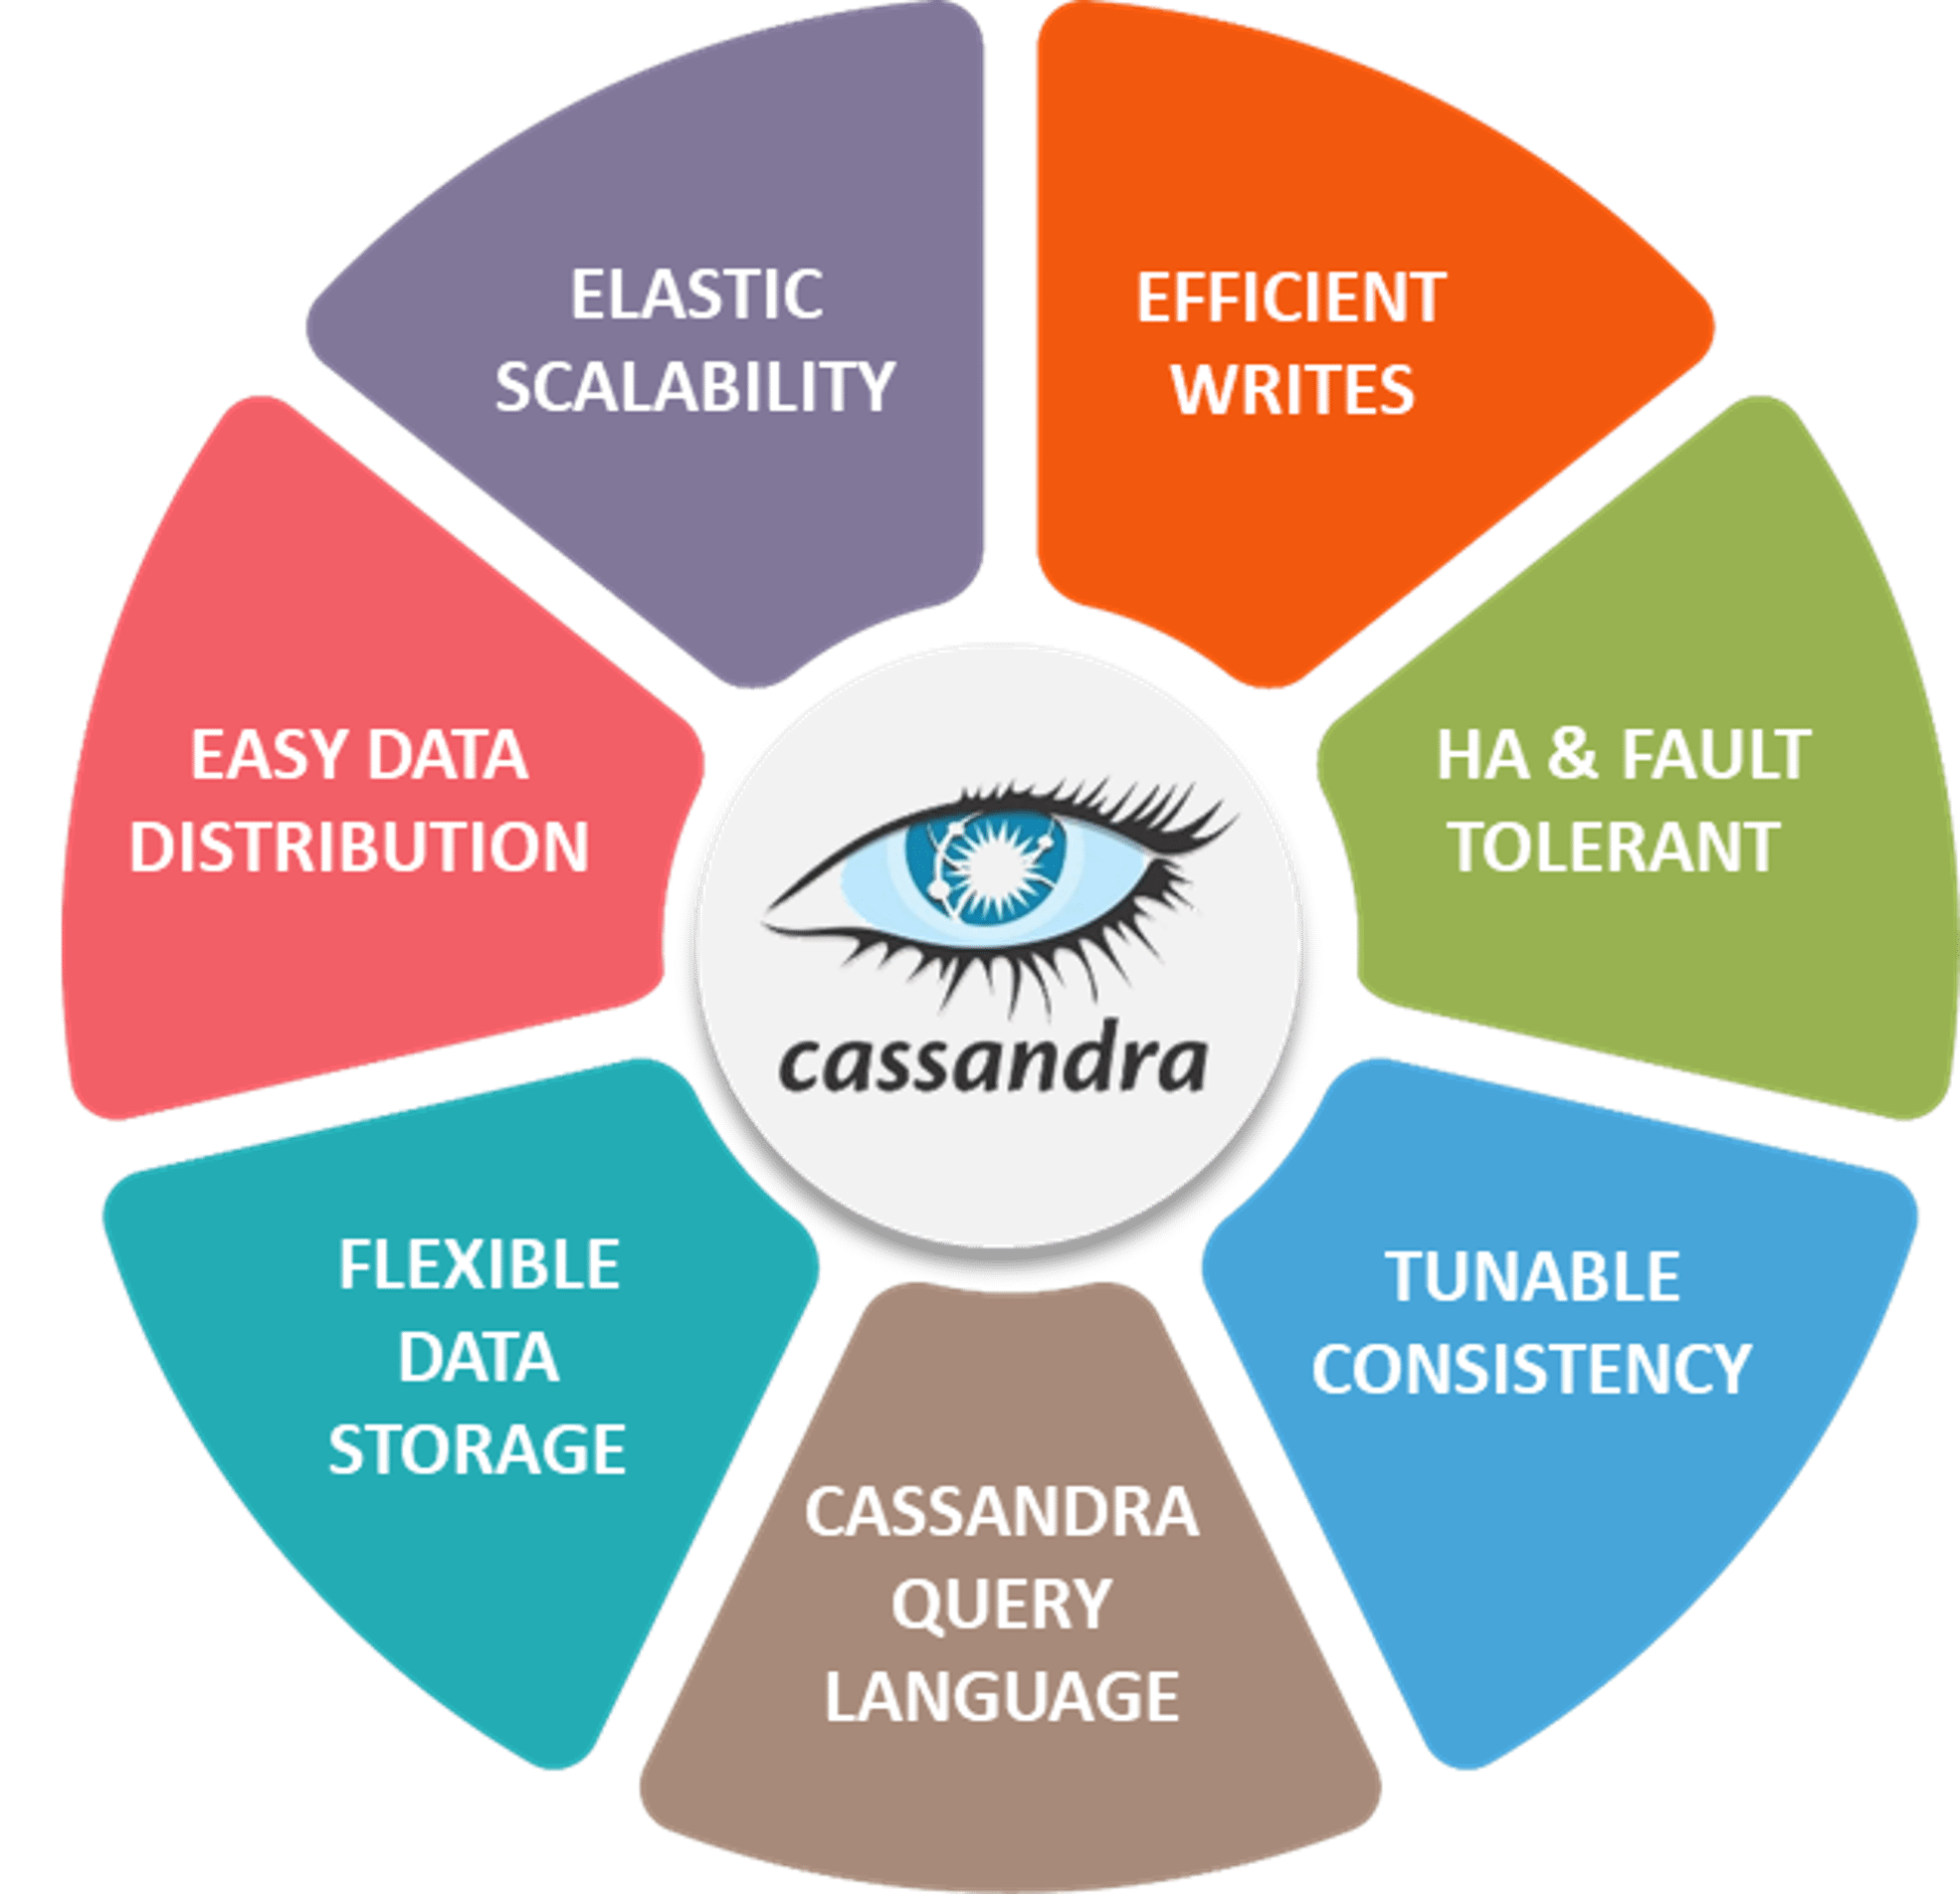 ELASTIC
SCALABILITY
EFFICIENT
WRITES
EASY DATA
DISTRIBUTION
HA & FAULT
TOLERANT
cassandra
FLEXIBLE
DATA
STORAGE
TUNABLE
CONSISTENCY
CASSANDRA
QUERY
LANGUAGE